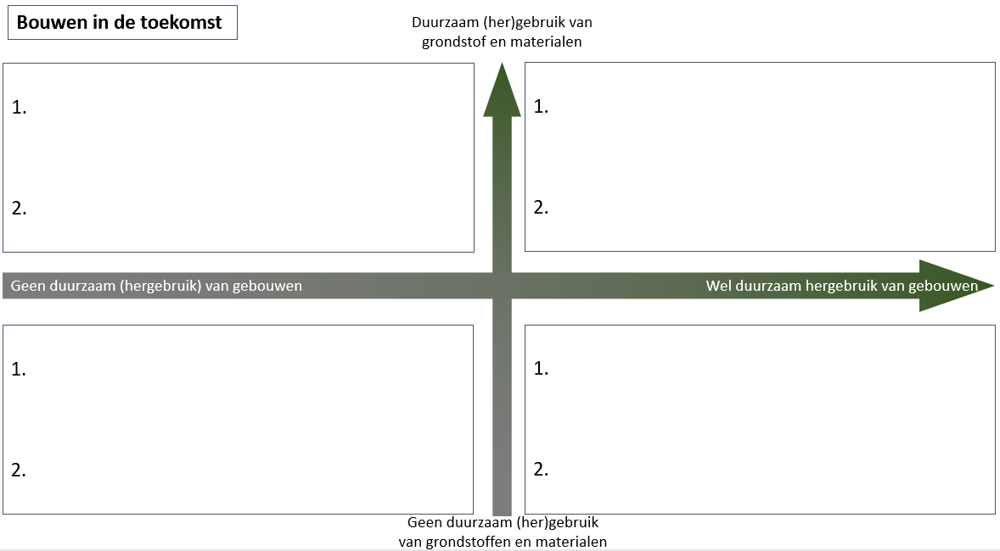 Bouwen in de toekomst
Duurzaam (her)gebruik van
grondstof en materialen
1.
2.
1.
2.
Geen duurzaam (hergebruik) van gebouwen
Wel duurzaam hergebruik van gebouwen
1.
2.
1.
2.
Geen duurzaam (her)gebruik
van grondstoffen en materialen